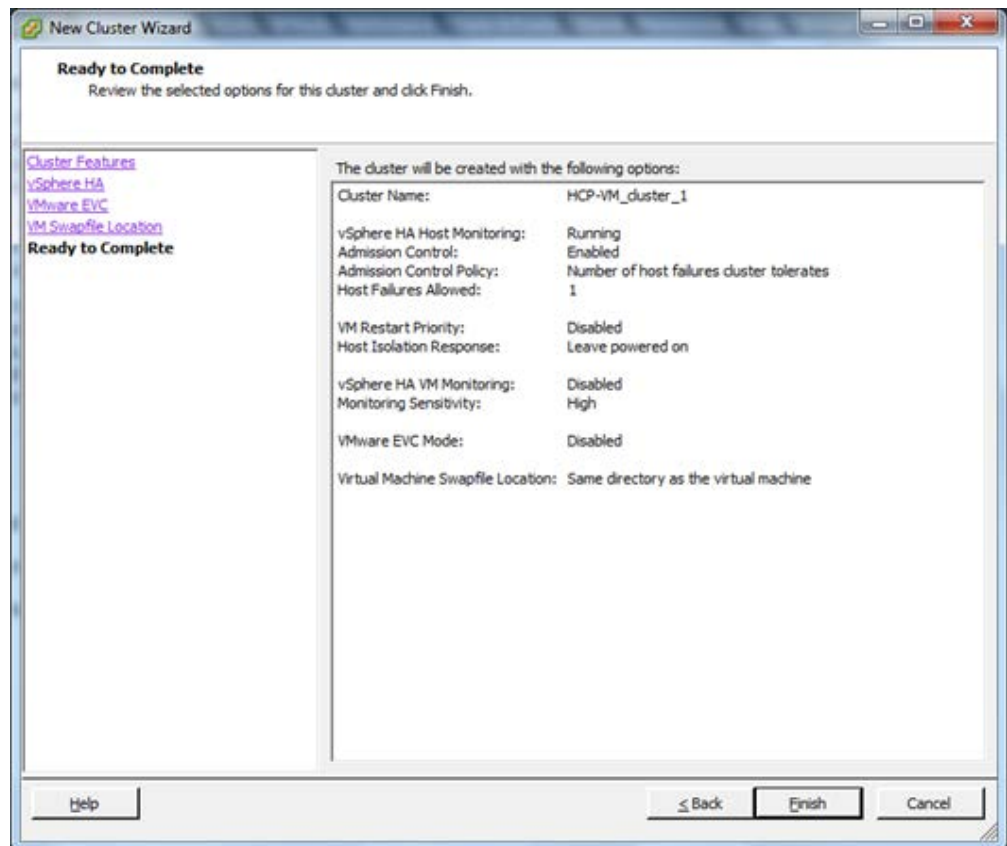 New Cluster Wizard
Ready to Complete
Review the selected options for this cluster and click Finish.
Cluster Features
vSphere HA
VMware EVC
VM Swapfile Location
Ready to Complete
The cluster will be created with the following options:
Cluster Name: HCP-VM_cluster_1
vSphere HA Host Monitoring: Running
Admission Control: Enabled
Admission Control Policy: Number of host failures cluster tolerates
Host Failures Allowed: 1
VM Restart Priority: Disabled
Host Isolation Response: Leave powered on
vSphere HA VM Monitoring: Disabled
Monitoring Sensitivity: High
VMware EVC Mode: Disabled
Virtual Machine Swapfile Location: Same directory as the virtual machine
Help
< Back
Finish
Cancel